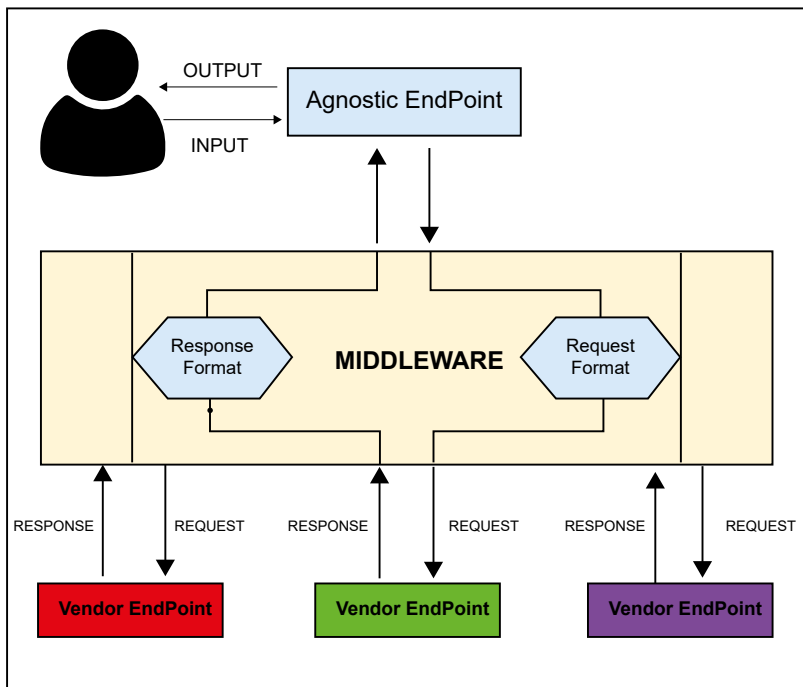 OUTPUT
Agnostic EndPoint
INPUT
Response
Format
MIDDLEWARE
Request
Format
RESPONSE
REQUEST
RESPONSE
REQUEST
RESPONSE
REQUEST
Vendor EndPoint
Vendor EndPoint
Vendor EndPoint